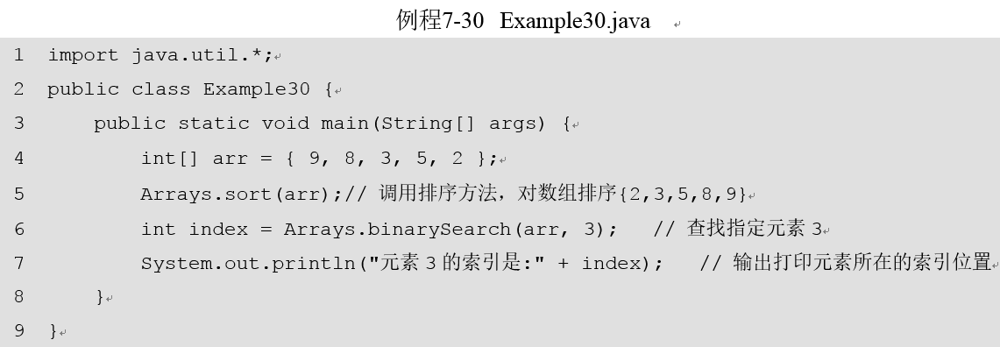 例程7-30 Example30.java
1 import java.util.*;
2 public class Example30 {
3 public static void main(String[] args) {
4 int[] arr = { 9, 8, 3, 5, 2 };
5 Arrays.sort(arr);// 调用排序方法，对数组排序{2,3,5,8,9}
6 int index = Arrays.binarySearch(arr, 3); // 查找指定元素3
7 System.out.println("元素3的索引是:" + index); // 输出打印元素所在的索引位置
8 }
9 }